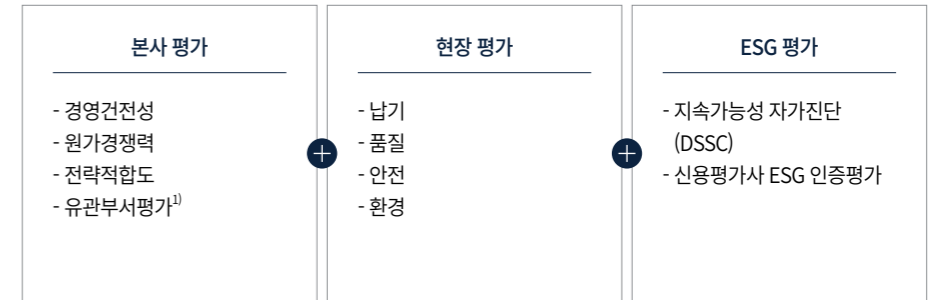 본사 평가
- 경영건전성
- 원가경쟁력
- 전략적합도
- 유관부서평가1)
현장 평가
- 납기
- 품질
- 안전
- 환경
ESG 평가
- 지속가능성 자가진단
(DSSC)
- 신용평가사 ESG 인증평가